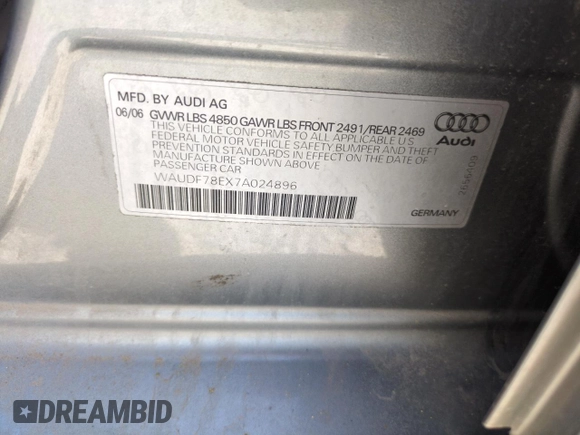 MFD. BY AUDI AG
06/06 GVWR LBS 4850 GAWR LBS FRONT 2491/REAR 2469
THIS VEHICLE CONFORMS TO ALL APPLICABLE U.S
FEDERAL MOTOR VEHICLE SAFETY BUMPER AND THEFT
PREVENTION STANDARDS IN EFFECT ON THE DATE OF
MANUFACTURE SHOWN ABOVE
PASSENGER CAR
WAUDF78EX7A024896
Audi
GERMANY
DREAMBID